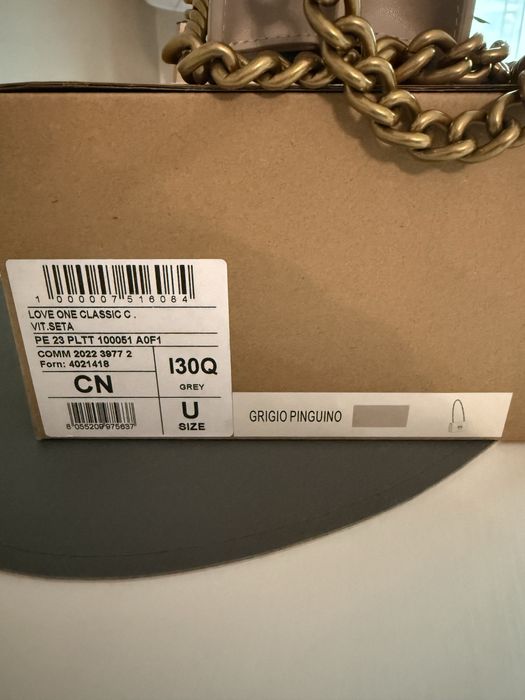 1 000007 516084
LOVE ONE CLASSIC C .
VIT.SETA
PE 23 PLTT 100051 A0F1
COMM 2022 3977 2
Forn: 4021418
CN
I30Q
GREY
8 055209 975637
U
SIZE
GRIGIO PINGUINO